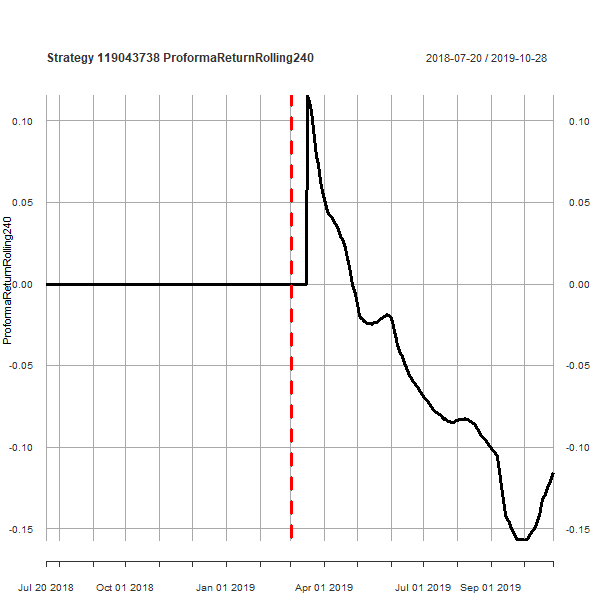 Strategy 119043738 ProformaReturnRolling240
2018-07-20 / 2019-10-28
ProformaReturnRolling240
0.10
0.05
0.00
-0.05
-0.10
-0.15
0.10
0.05
0.00
-0.05
-0.10
-0.15
Jul 20 2018
Oct 01 2018
Jan 01 2019
Apr 01 2019
Jul 01 2019
Sep 01 2019